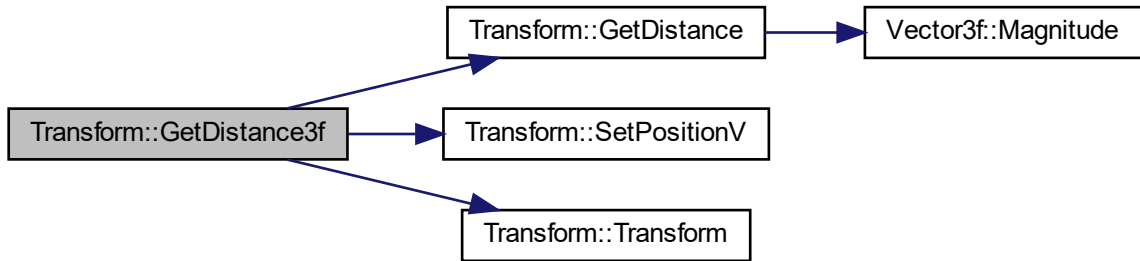 Transform::GetDistance
Vector3f::Magnitude
Transform::GetDistance3f
Transform::SetPositionV
Transform::Transform